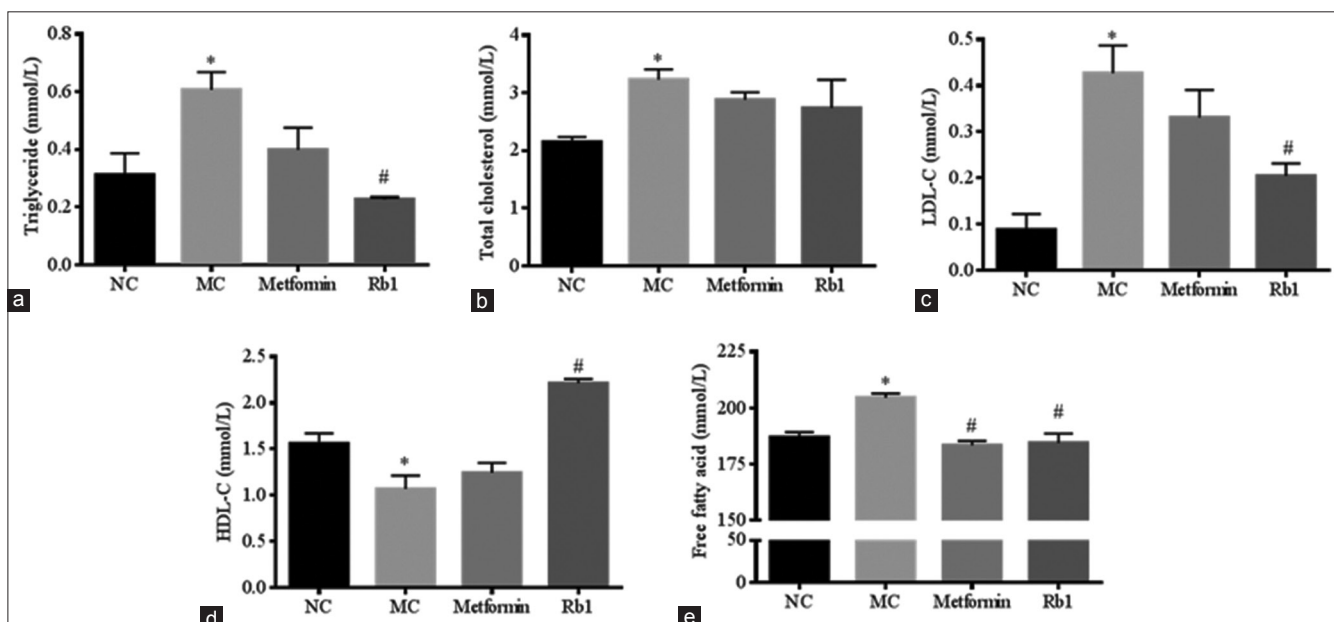 Triglyceride (mmol/L)
0.8
0.6
0.4
0.2
0.0
*
#
NC MC Metformin Rb1
a
Total cholesterol (mmol/L)
4
3
2
1
0
*
NC MC Metformin Rb1
b
LDL-C (mmol/L)
0.5
0.4
0.3
0.2
0.1
0.0
*
#
NC MC Metformin Rb1
c
HDL-C (mmol/L)
2.5
2.0
1.5
1.0
0.5
0.0
*
#
NC MC Metformin Rb1
d
Free fatty acid (mmol/L)
225
200
175
150
50
0
*
#
#
NC MC Metformin Rb1
e